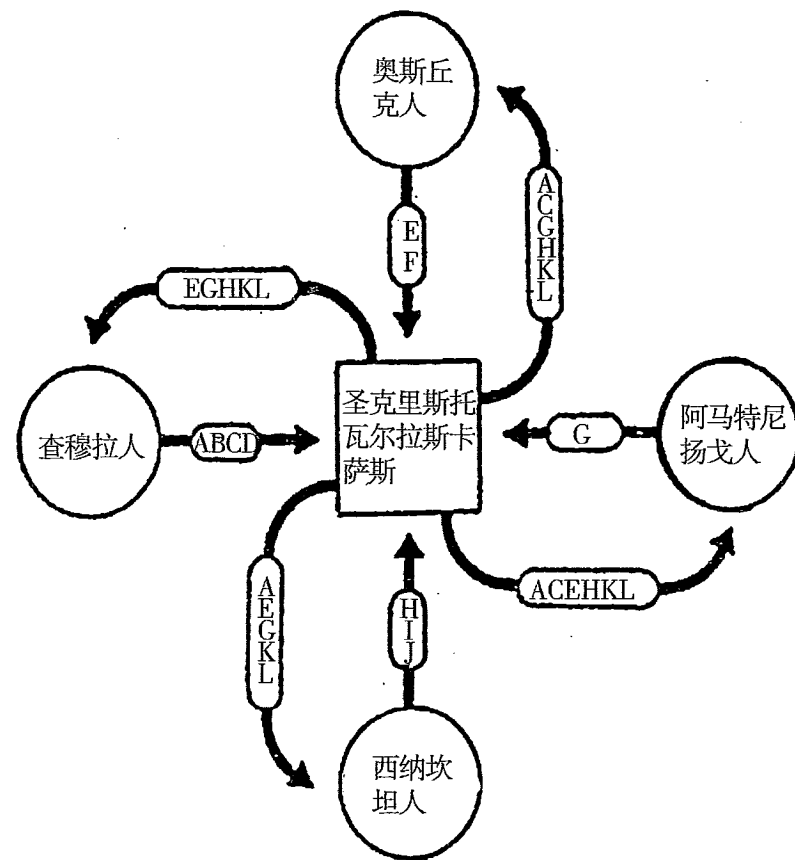 奥斯丘
克人
EF
ACGHKL
EGHKL
查穆拉人
ABCD
圣克里斯托
瓦尔拉斯卡
萨斯
G
阿马特尼
扬戈人
ACEHKL
AEGKL
HIJ
西纳坎
坦人